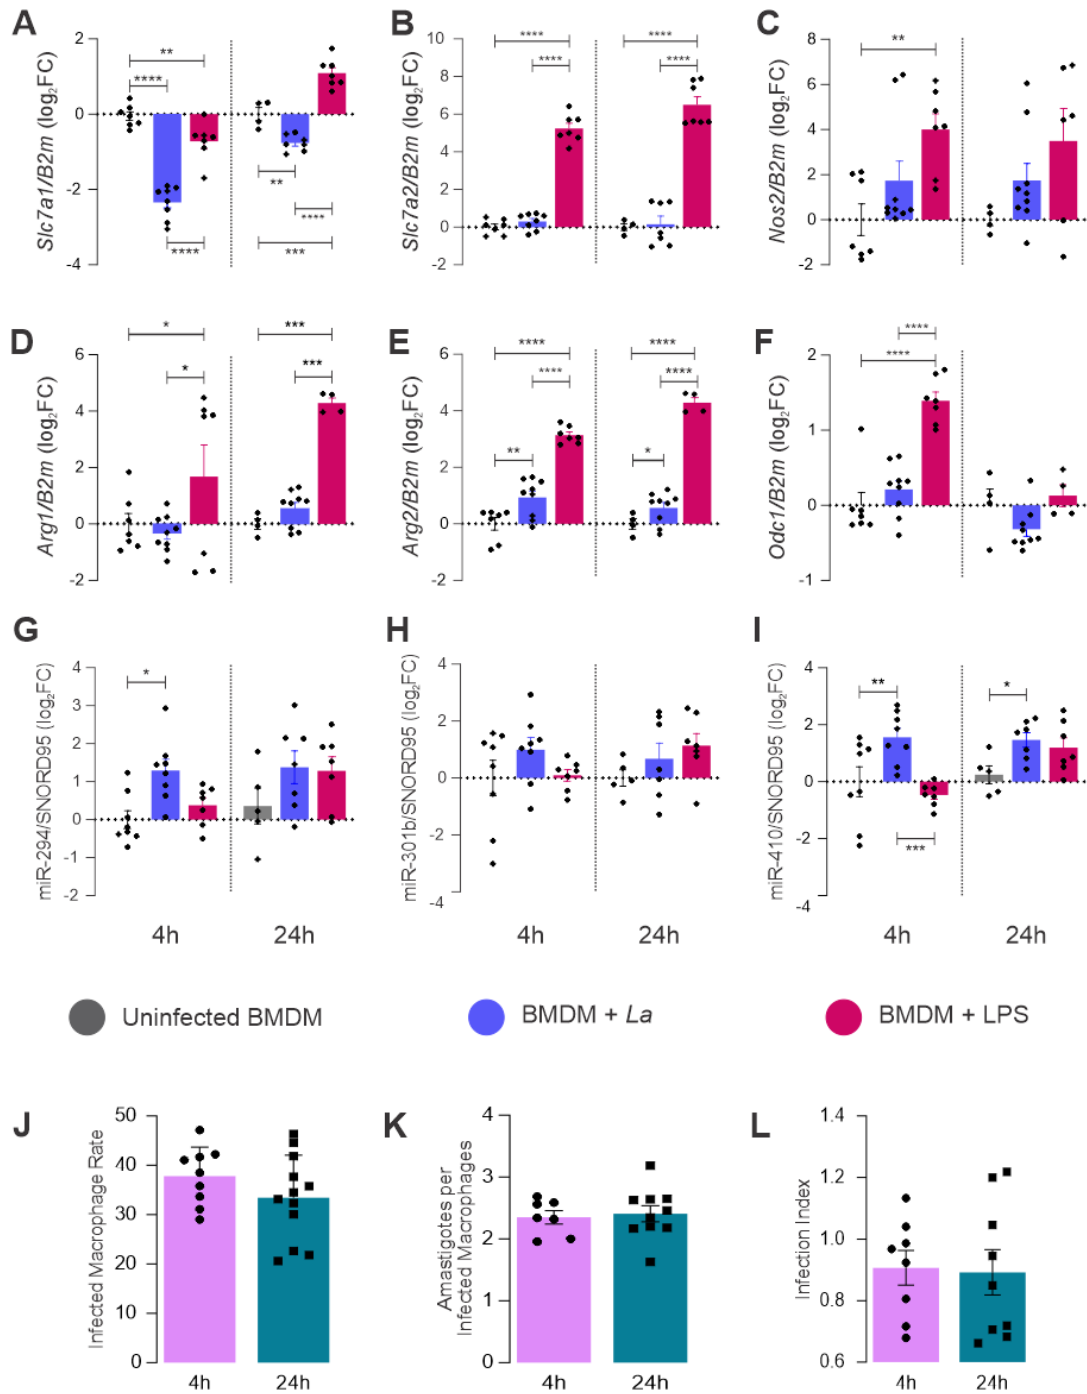 A
Slc7a1/B2m (log2FC)
2
0
-2
-4
** **** **** ** **** ***
B
Slc7a2/B2m (log2FC)
10
8
6
4
2
0
-2
**** **** **** ****
C
Nos2/B2m (log2FC)
8
6
4
2
0
-2
**
D
Arg1/B2m (log2FC)
6
4
2
0
-2
* * *** ***
E
Arg2/B2m (log2FC)
6
4
2
0
-2
**** **** ** **** **** *
F
Odc1/B2m (log2FC)
2
1
0
-1
**** ****
G
miR-294/SNORD95 (log2FC)
4
3
2
1
0
-1
-2
*
4h 24h
H
miR-301b/SNORD95 (log2FC)
4
2
0
-2
-4
4h 24h
I
miR-410/SNORD95 (log2FC)
4
2
0
-2
-4
** *** *
4h 24h
Uninfected BMDM
BMDM + La
BMDM + LPS
J
Infected Macrophage Rate
50
40
30
20
10
0
4h 24h
K
Amastigotes per
Infected Macrophages
4
3
2
1
0
4h 24h
L
Infection Index
1.4
1.2
1.0
0.8
0.6
4h 24h